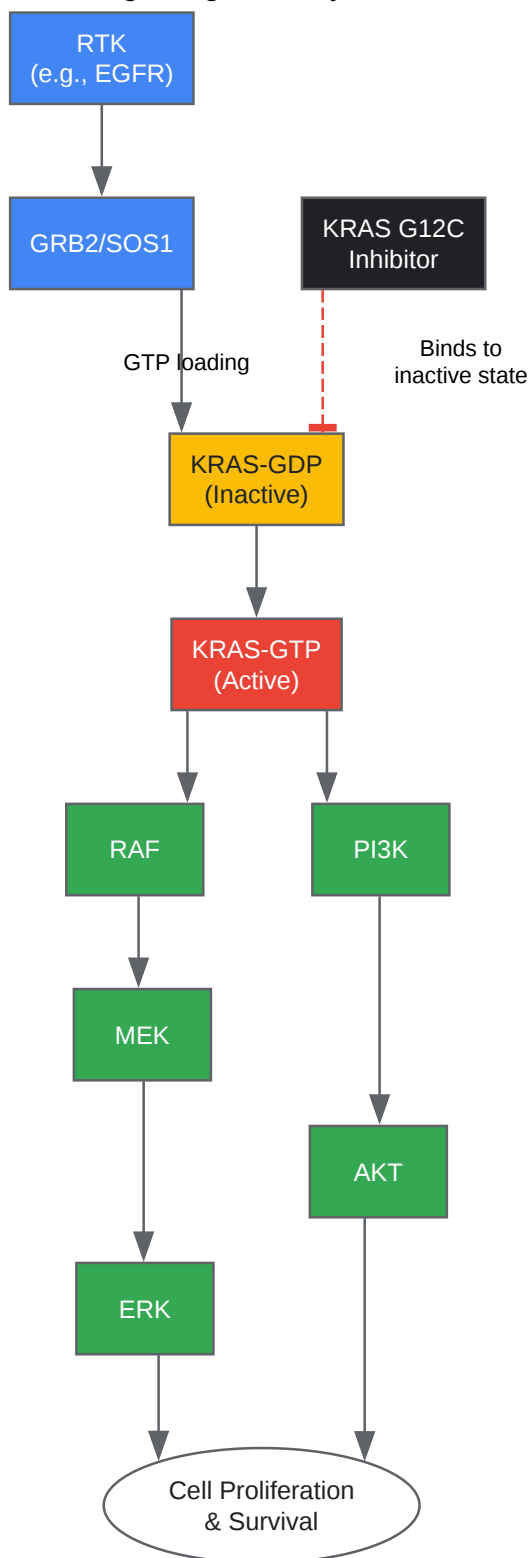 RTK
(e.g., EGFR)
GRB2/SOS1
KRAS G12C
Inhibitor
GTP loading
Binds to
inactive state
KRAS-GDP
(Inactive)
KRAS-GTP
(Active)
RAF
PI3K
MEK
AKT
ERK
Cell Proliferation
& Survival